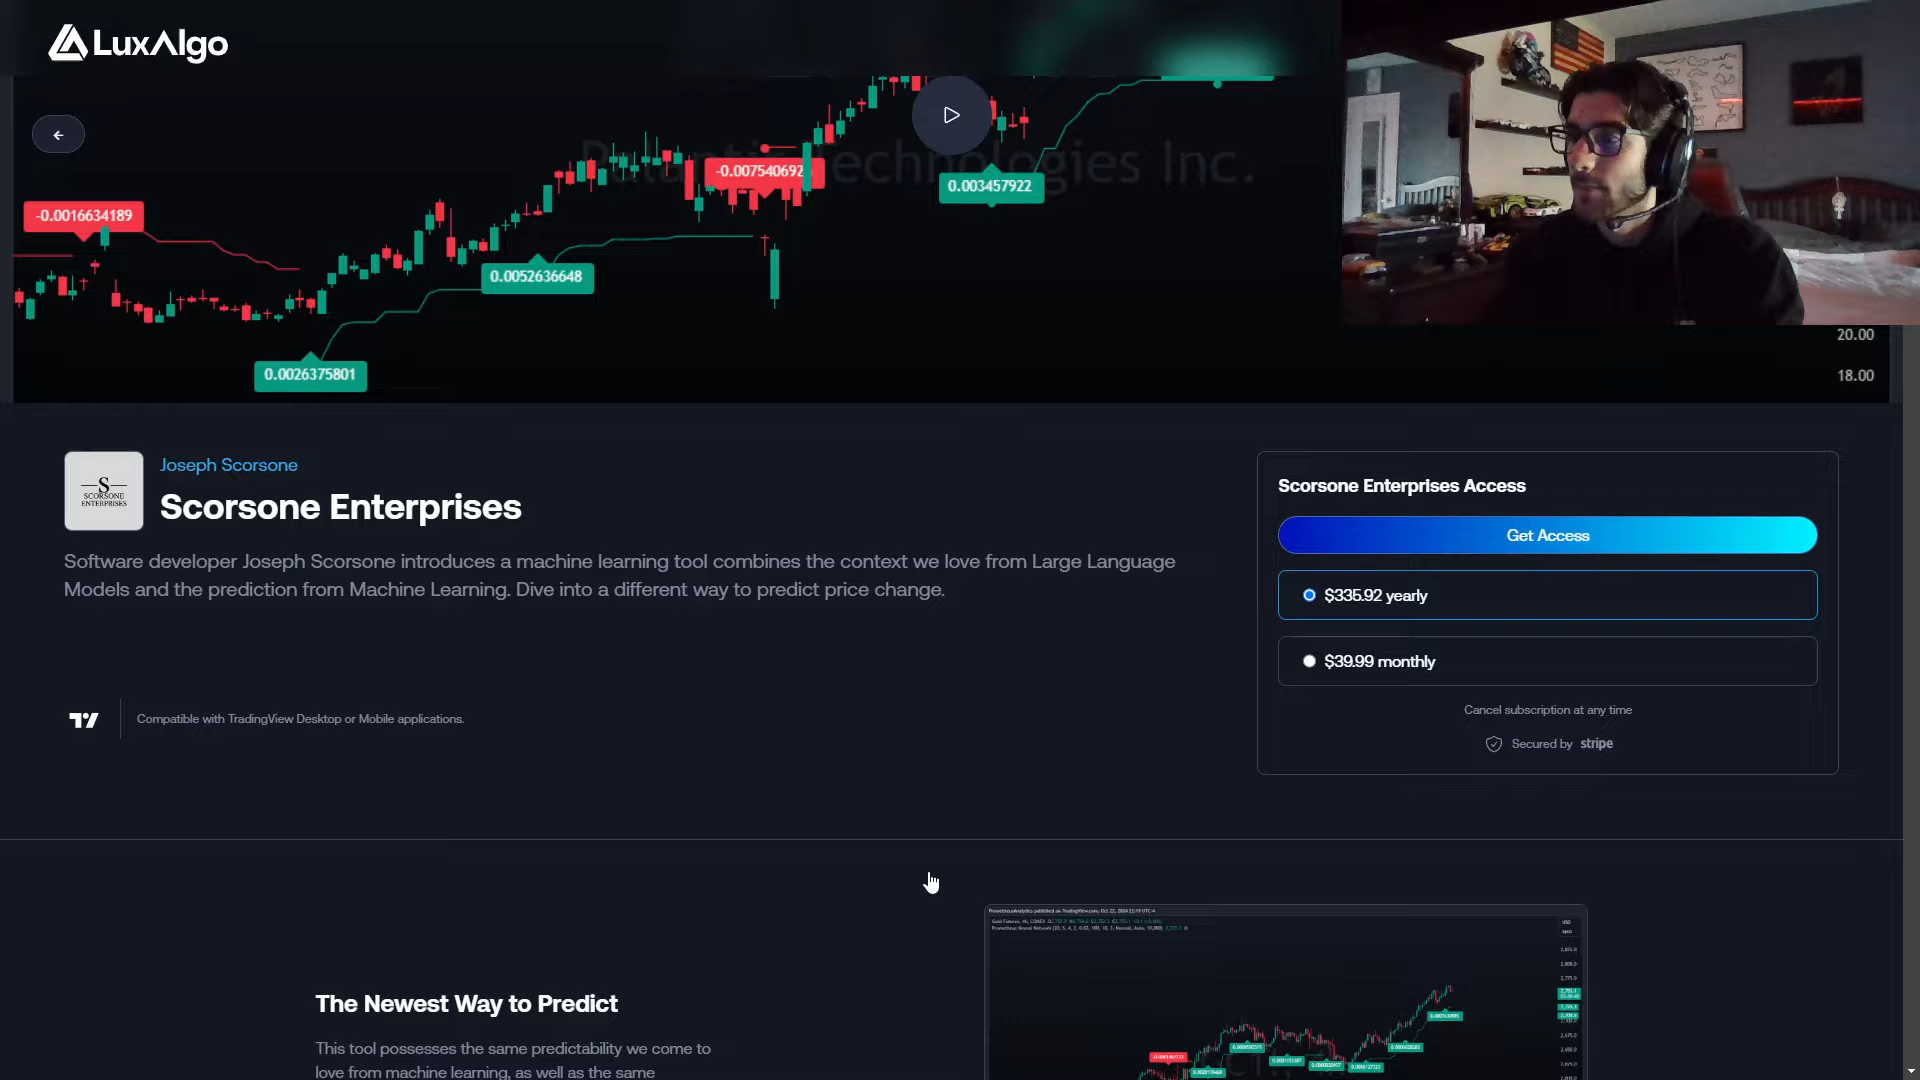 LuxAlgo
Palantir Technologies Inc.
-0.007540692
0.003457922
-0.0016634189
0.0052636648
0.0026375801
20.00
18.00
Joseph Scorsone
Scorsone Enterprises
S
SCORSONE
ENTERPRISES
Software developer Joseph Scorsone introduces a machine learning tool combines the context we love from Large Language
Models and the prediction from Machine Learning. Dive into a different way to predict price change.
Compatible with TradingView Desktop or Mobile applications.
Scorsone Enterprises Access
Get Access
$335.92 yearly
$39.99 monthly
Cancel subscription at any time
Secured by stripe
The Newest Way to Predict
This tool possesses the same predictability we come to
love from machine learning, as well as the same